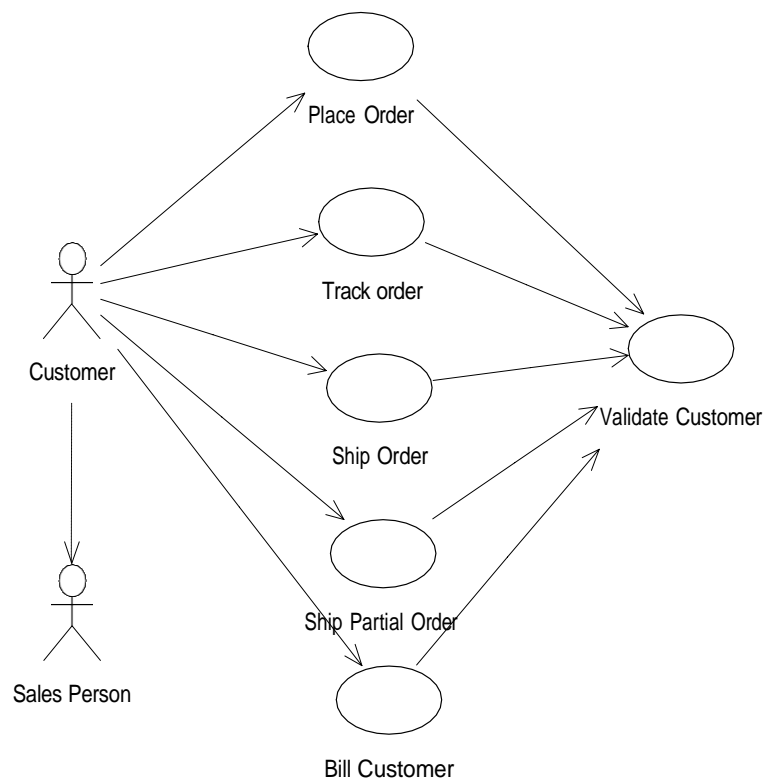 Place Order
Track order
Customer
Validate Customer
Ship Order
Ship Partial Order
Sales Person
Bill Customer